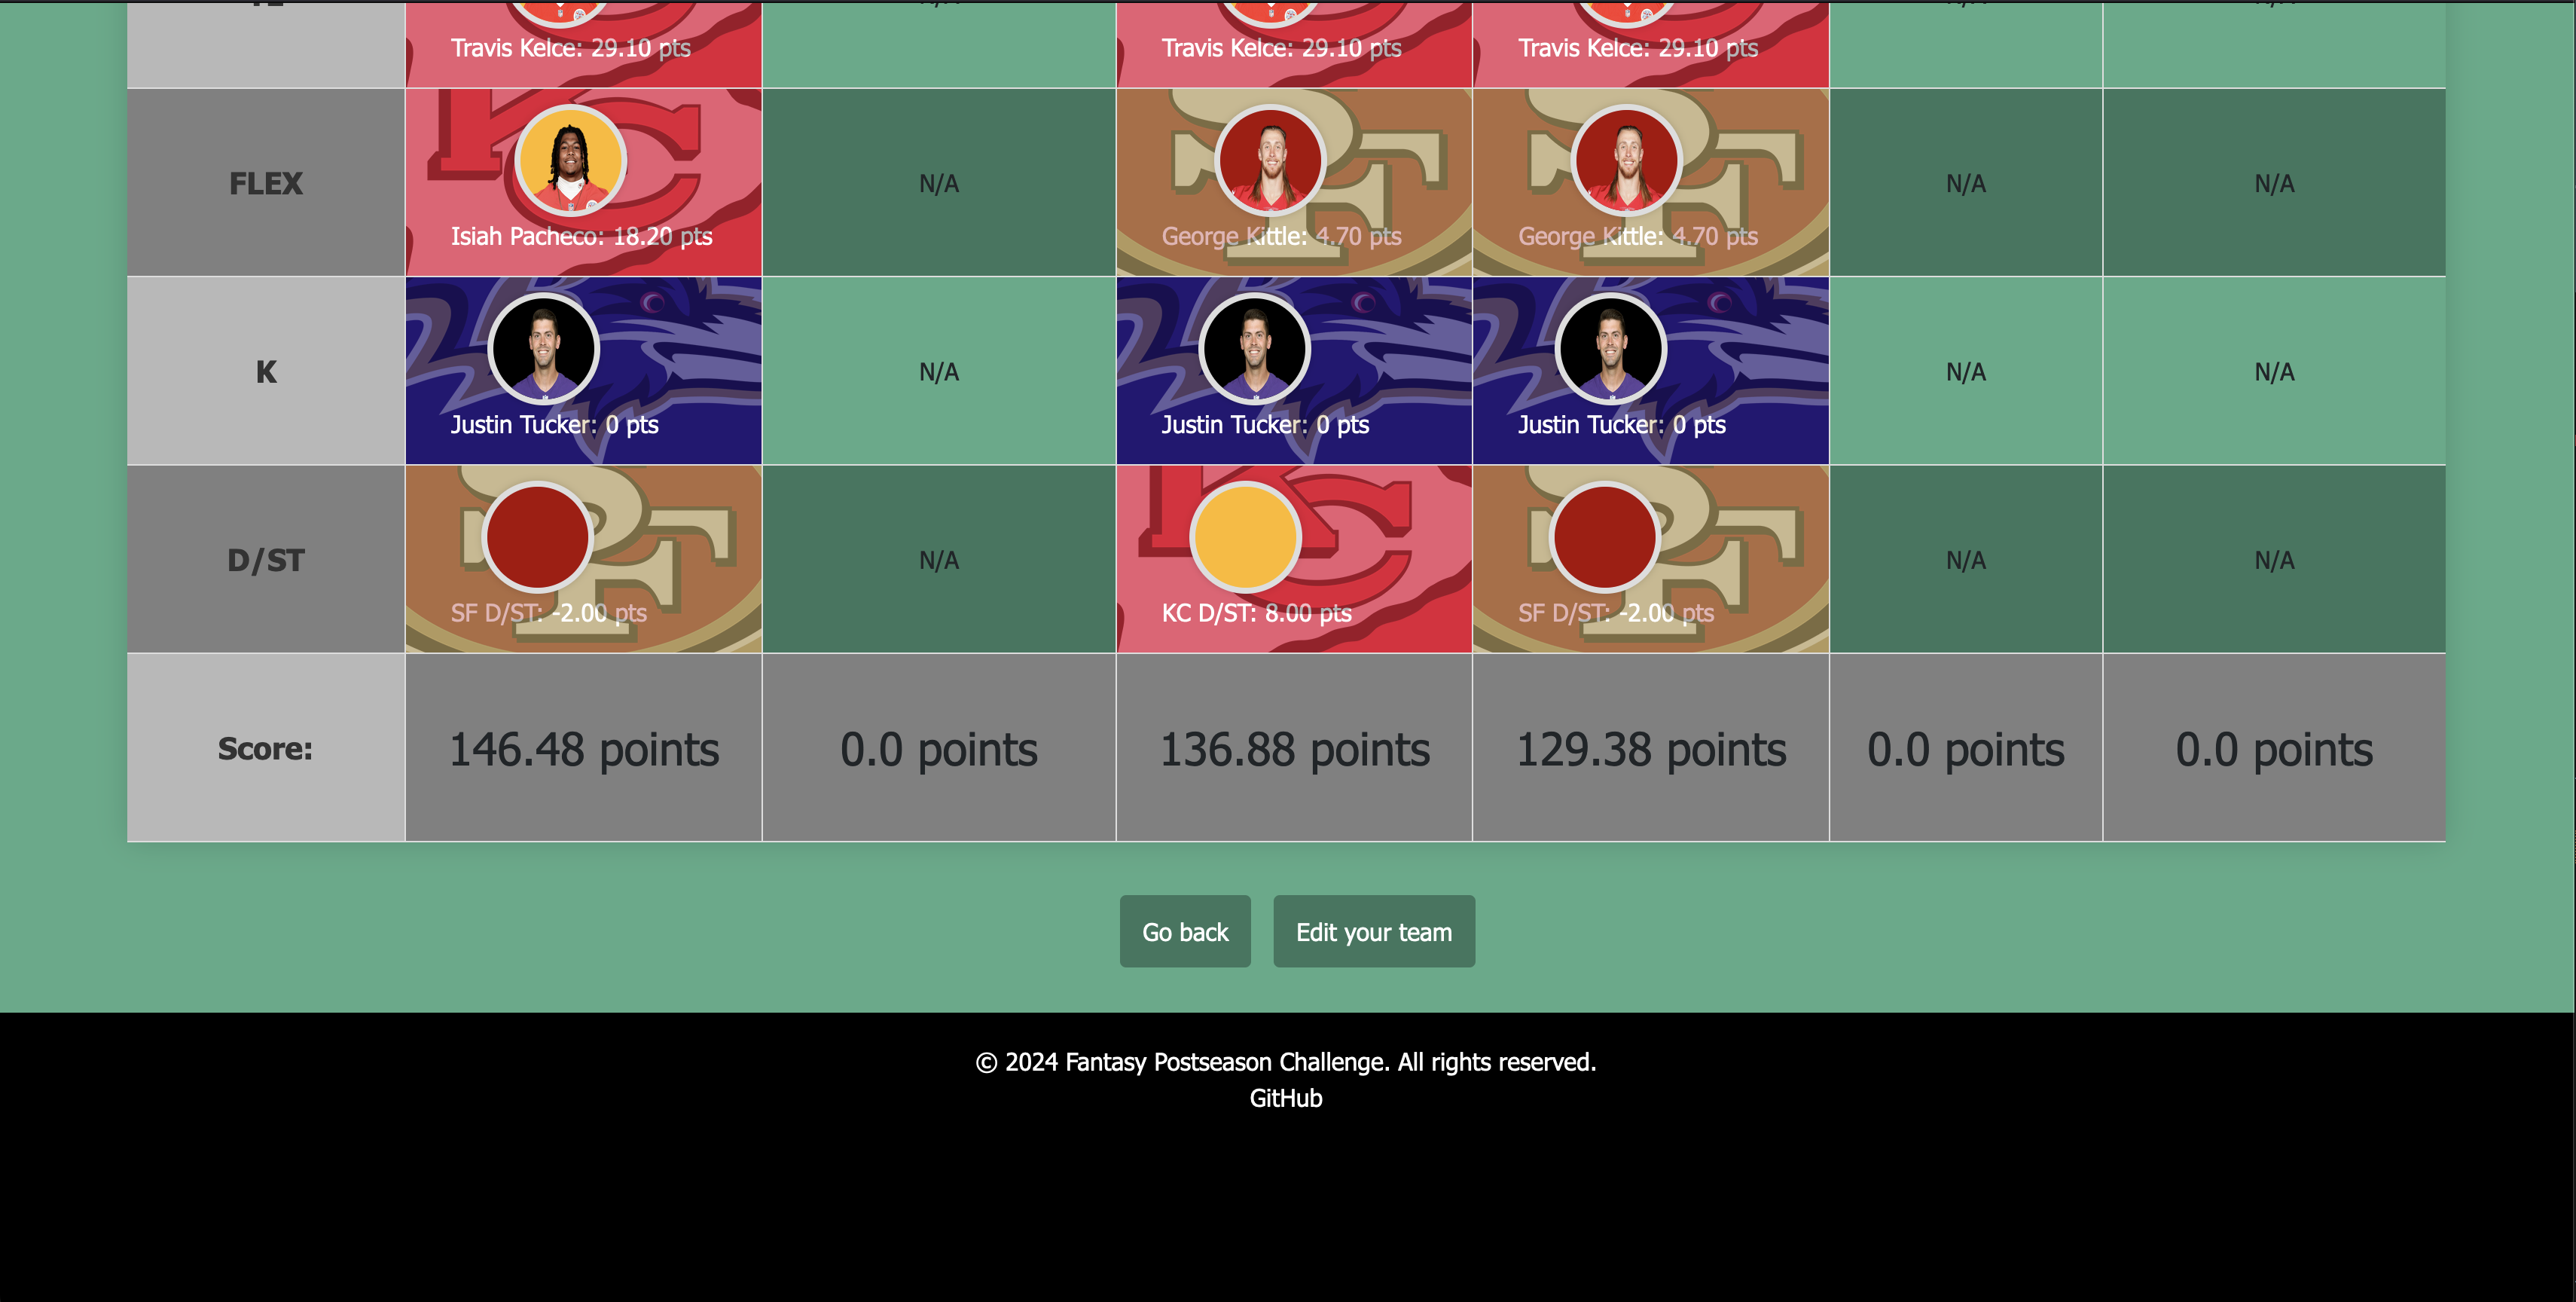 Travis Kelce: 29.10 pts Travis Kelce: 29.10 pts Travis Kelce: 29.10 pts
FLEX N/A N/A N/A
Isiah Pacheco: 18.20 pts George Kittle: 4.70 pts George Kittle: 4.70 pts
K N/A N/A N/A
Justin Tucker: 0 pts Justin Tucker: 0 pts Justin Tucker: 0 pts
D/ST N/A N/A N/A
SF D/ST: -2.00 pts KC D/ST: 8.00 pts SF D/ST: -2.00 pts
Score: 146.48 points 0.0 points 136.88 points 129.38 points 0.0 points 0.0 points
Go back Edit your team
© 2024 Fantasy Postseason Challenge. All rights reserved.
GitHub